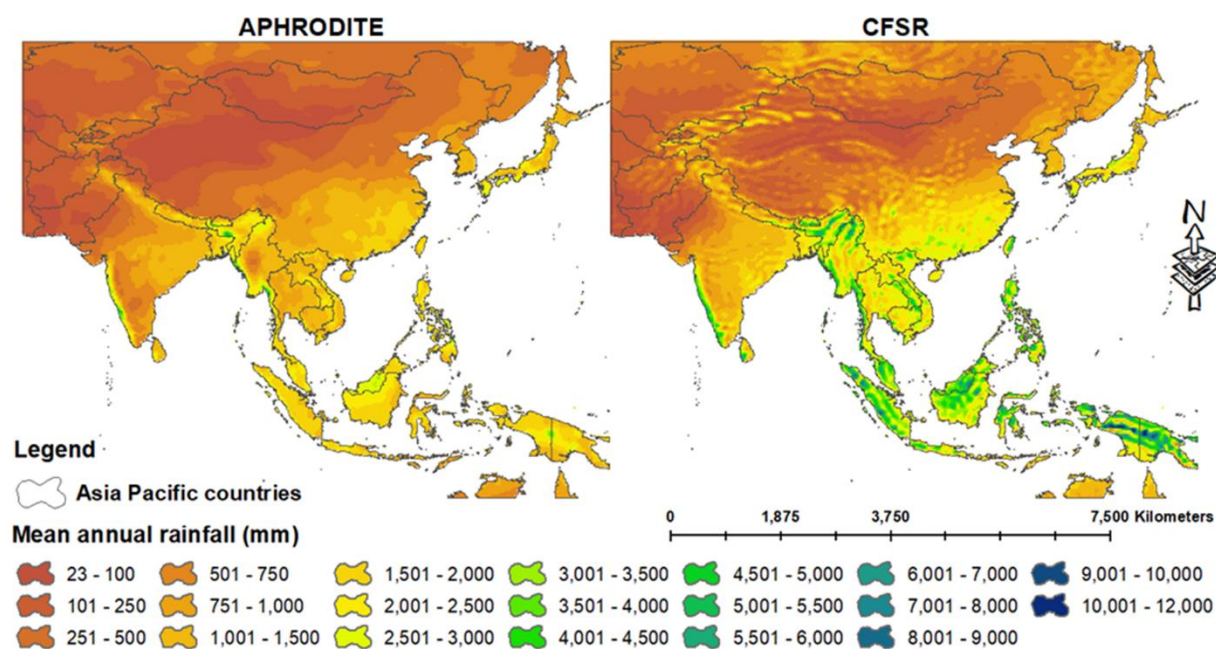 APHRODITE CFSR
N
Legend
Asia Pacific countries
Mean annual rainfall (mm)
0 1,875 3,750 7,500 Kilometers
23 - 100 501 - 750 1,501 - 2,000 3,001 - 3,500 4,501 - 5,000 6,001 - 7,000 9,001 - 10,000
101 - 250 751 - 1,000 2,001 - 2,500 3,501 - 4,000 5,001 - 5,500 7,001 - 8,000 10,001 - 12,000
251 - 500 1,001 - 1,500 2,501 - 3,000 4,001 - 4,500 5,501 - 6,000 8,001 - 9,000